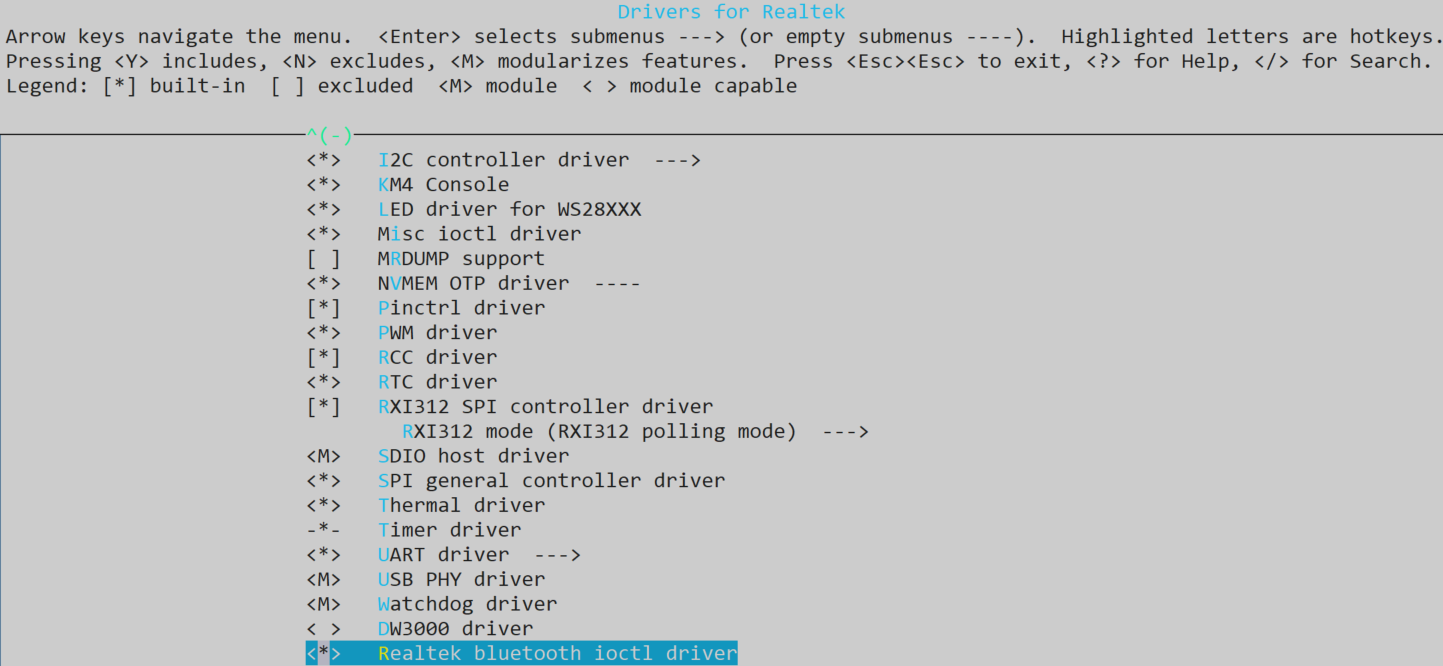 Drivers for Realtek
Arrow keys navigate the menu.  <Enter> selects submenus ---> (or empty submenus ----).  Highlighted letters are hotkeys.
Pressing <Y> includes, <N> excludes, <M> modularizes features.  Press <Esc><Esc> to exit, <?> for Help, </> for Search.
Legend: [*] built-in  [ ] excluded  <M> module  < > module capable
^(-)
<*>   I2C controller driver  --->
<*>   KM4 Console
<*>   LED driver for WS28XXX
<*>   Misc ioctl driver
[ ]   MRDUMP support
<*>   NVMEM OTP driver  ----
[*]   Pinctrl driver
<*>   PWM driver
[*]   RCC driver
<*>   RTC driver
[*]   RXI312 SPI controller driver
RXI312 mode (RXI312 polling mode)  --->
<M>   SDIO host driver
<*>   SPI general controller driver
<*>   Thermal driver
-*-   Timer driver
<*>   UART driver  --->
<M>   USB PHY driver
<M>   Watchdog driver
< >   DW3000 driver
<*>   Realtek bluetooth ioctl driver